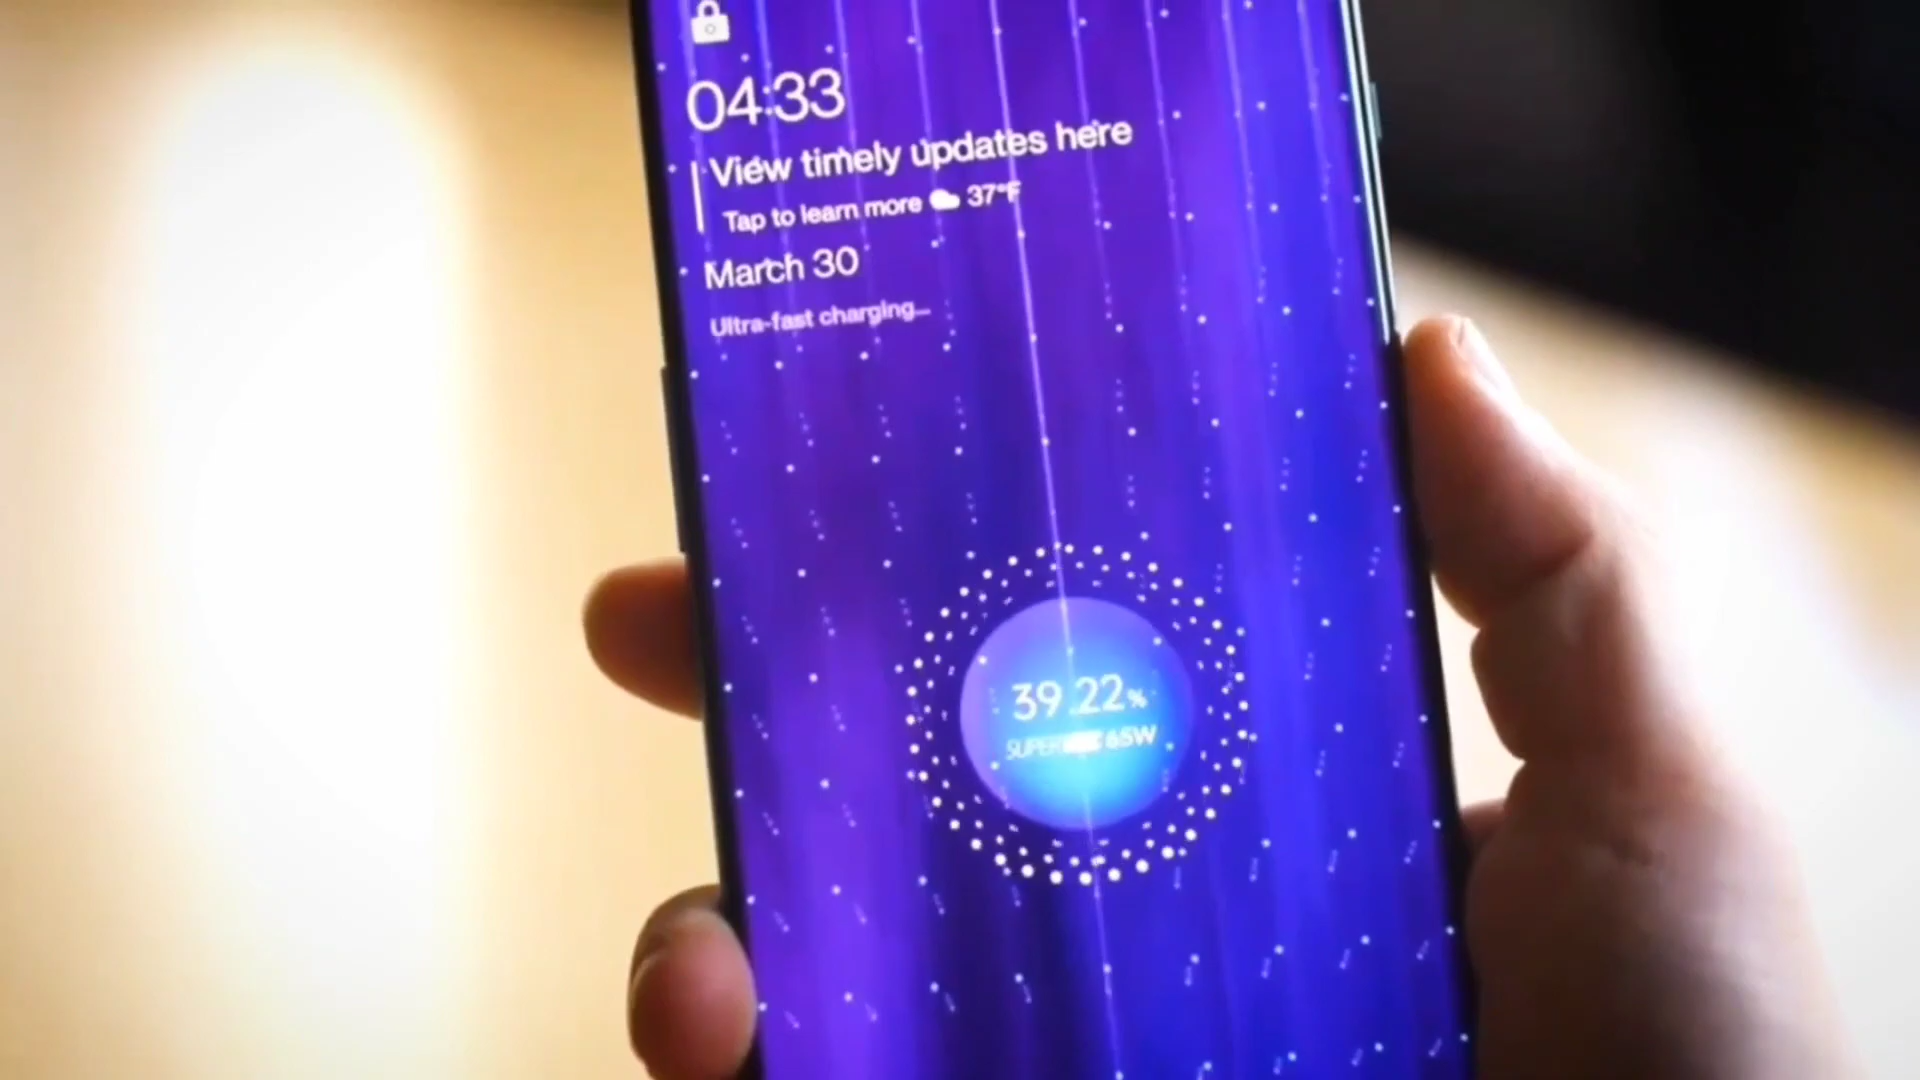 04:33
View timely updates here
Tap to learn more 37°F
March 30
Ultra-fast charging...
39.22%
65W